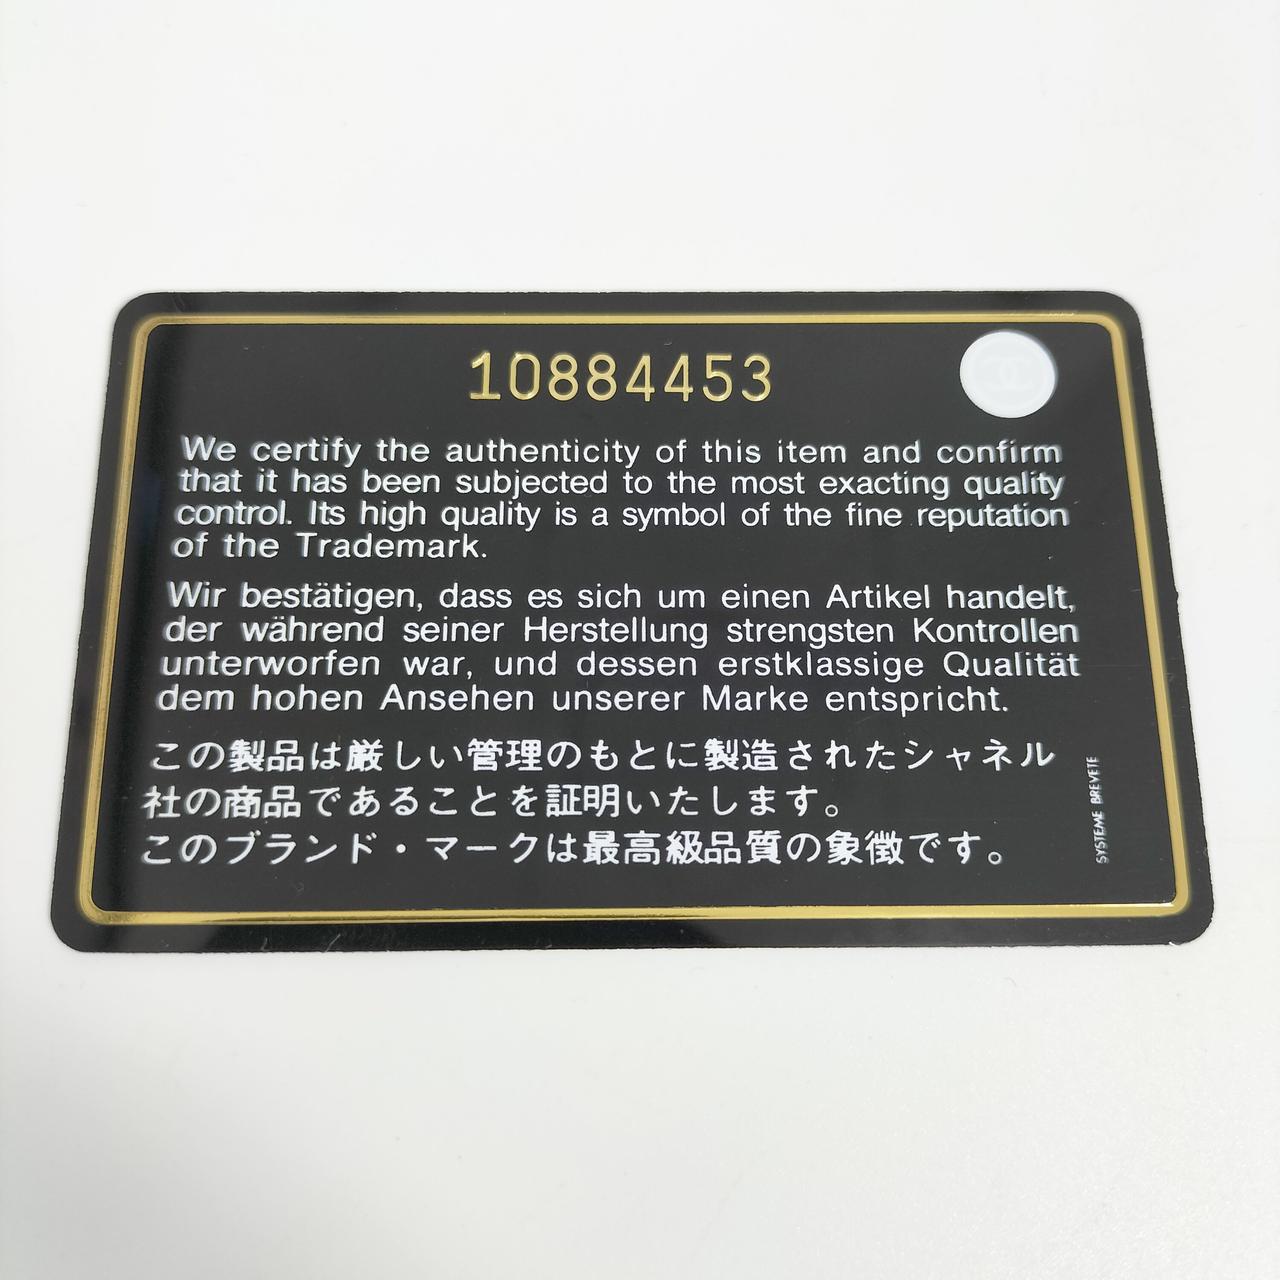 10884453
We certify the authenticity of this item and confirm
that it has been subjected to the most exacting quality
control. Its high quality is a symbol of the fine reputation
of the Trademark.
Wir bestätigen, dass es sich um einen Artikel handelt,
der während seiner Herstellung strengsten Kontrollen
unterworfen war, und dessen erstklassige Qualität
dem hohen Ansehen unserer Marke entspricht.
この製品は厳しい管理のもとに製造されたシャネル
社の商品であることを証明いたします。
このブランド・マークは最高級品質の象徴です。
SYSTEME BREVETE